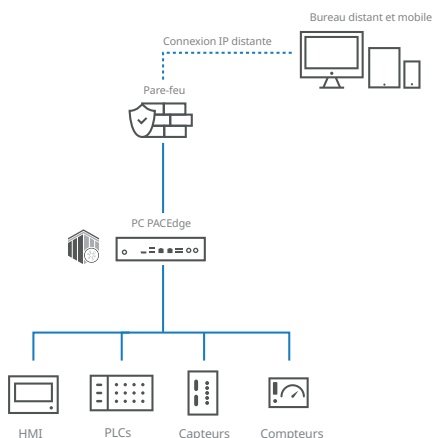 Bureau distant et mobile
Connexion IP distante
Pare-feu
PC PACEdge
HMI
PLCs
Capteurs
Compteurs